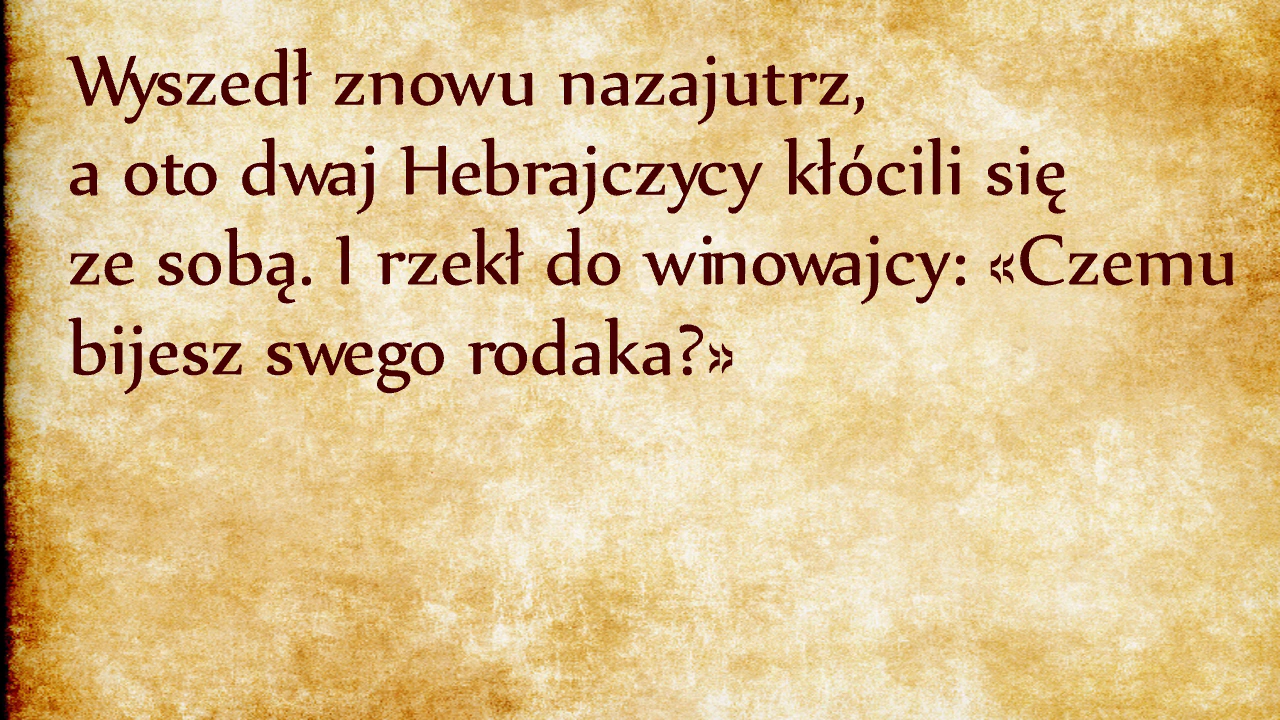 Wyszedł znowu nazajutrz,
a oto dwaj Hebrajczycy kłócili się
ze sobą. I rzekł do winowajcy: «Czemu
bijesz swego rodaka?»